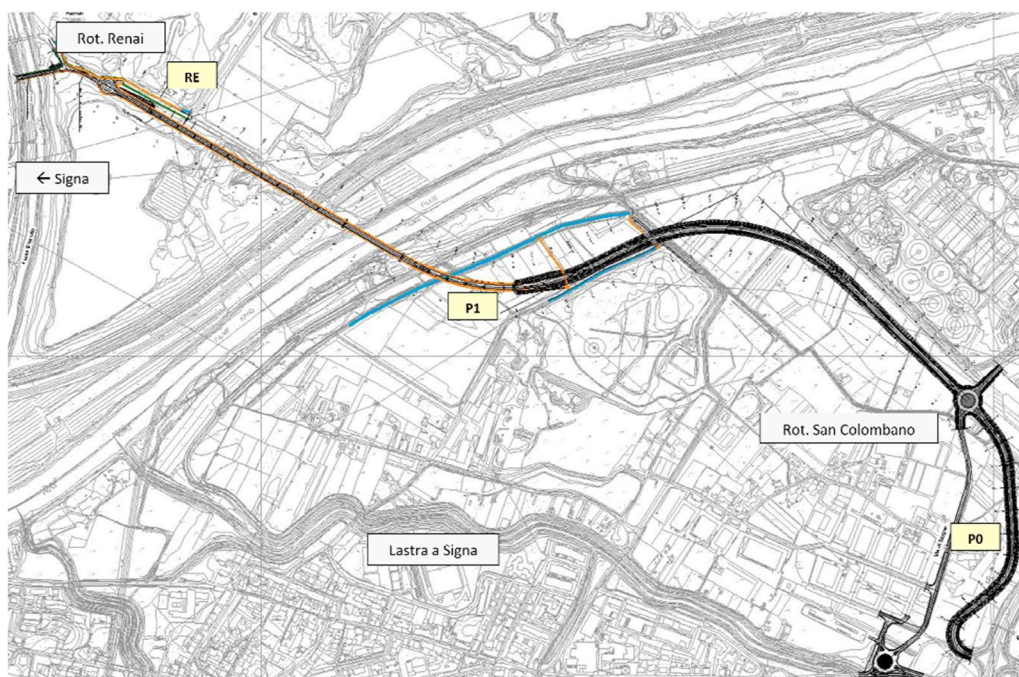 Rot. Renai
RE
← Signa
P1
Rot. San Colombano
P0
Lastra a Signa